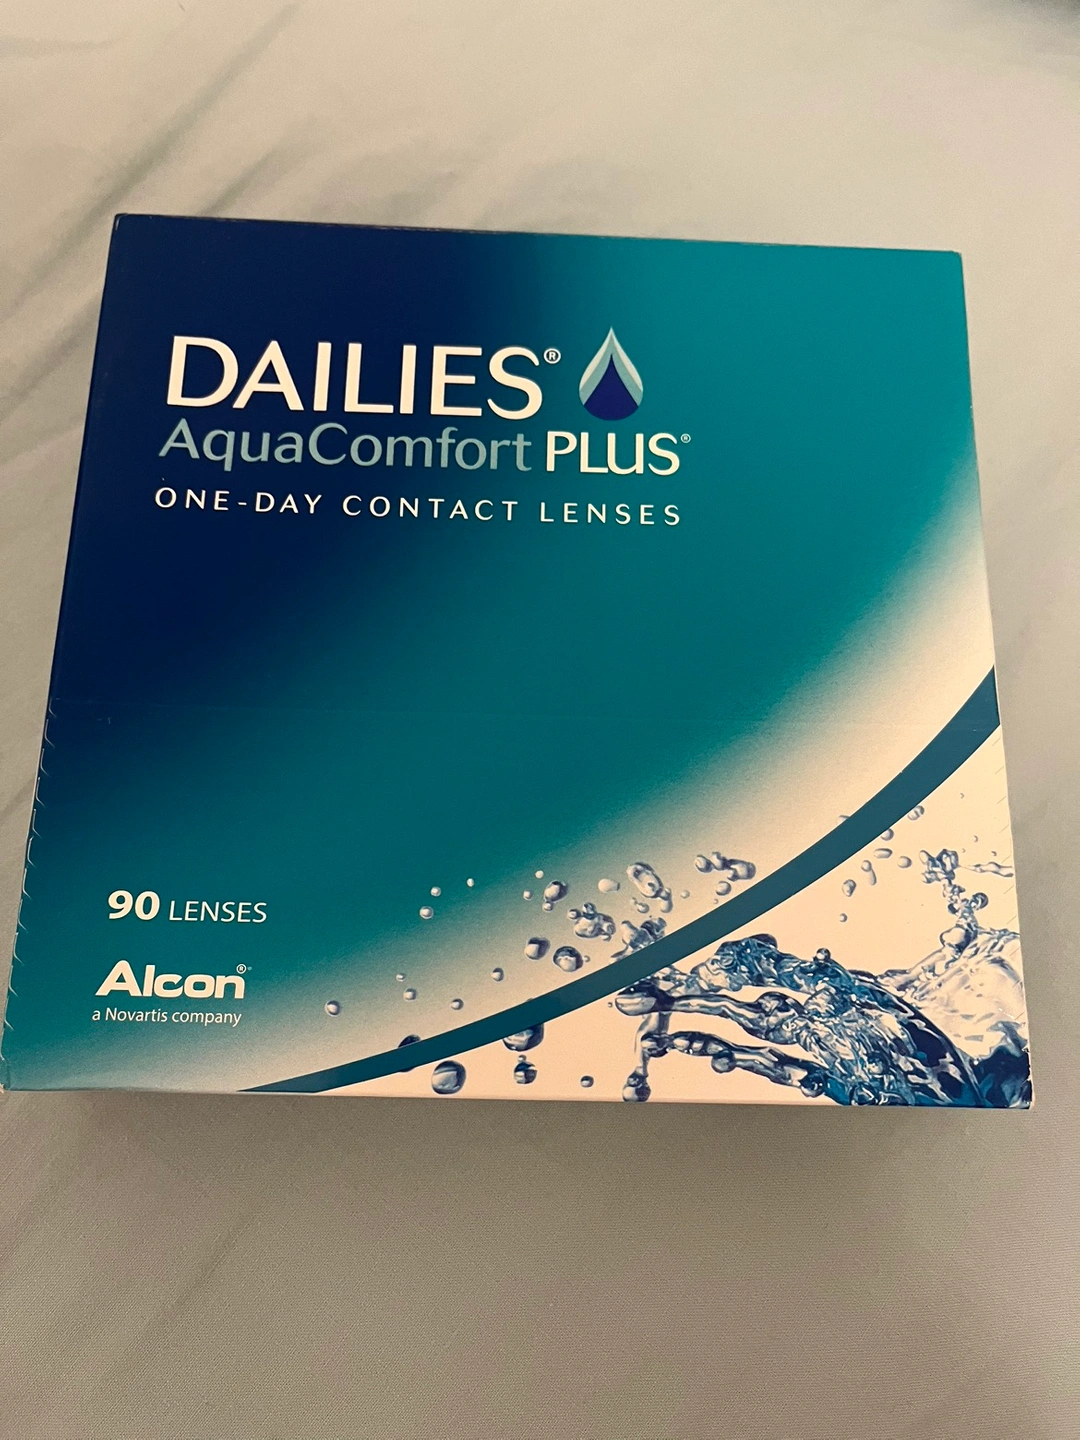 DAILIES®
AquaComfort PLUS®
ONE-DAY CONTACT LENSES
90 LENSES
Alcon®
a Novartis company